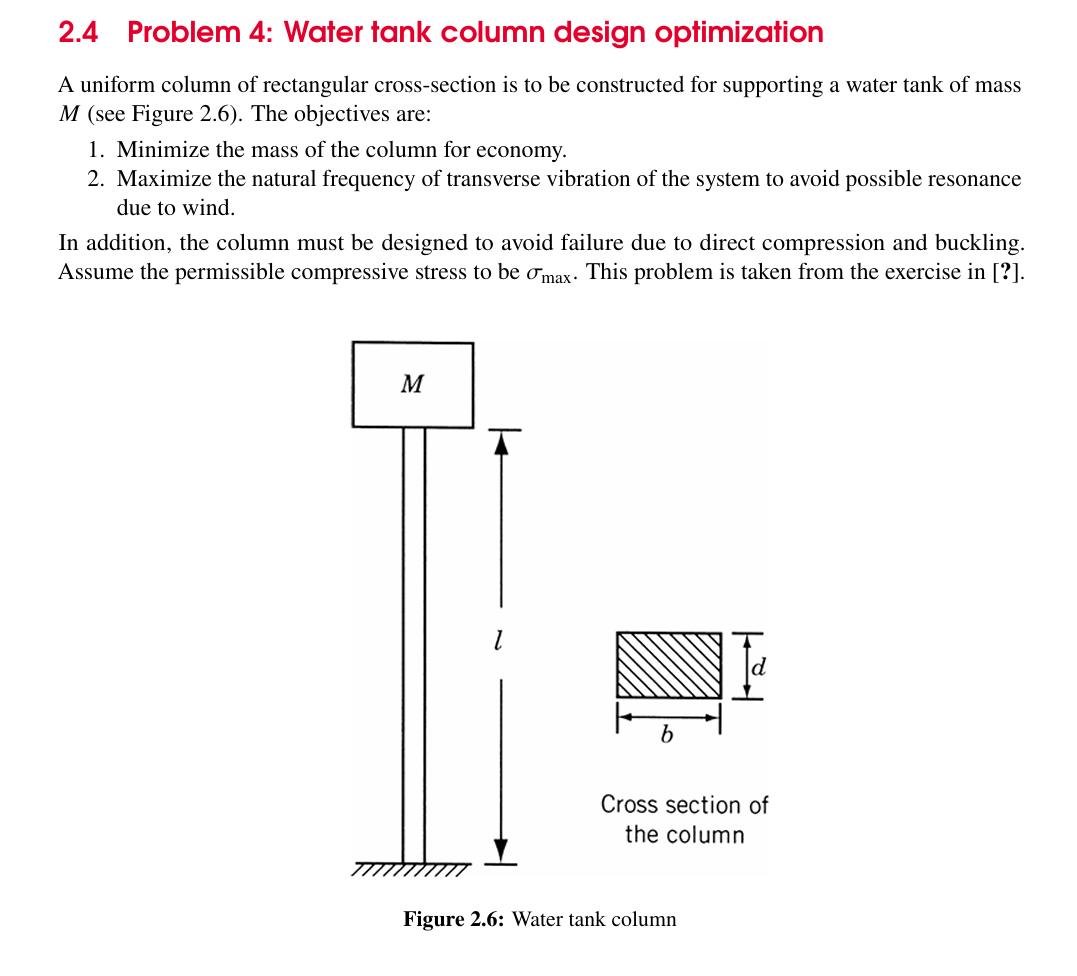 2.4 Problem 4: Water tank column design optimization
A uniform column of rectangular cross-section is to be constructed for supporting a water tank of mass
M (see Figure 2.6). The objectives are:
1. Minimize the mass of the column for economy.
2. Maximize the natural frequency of transverse vibration of the system to avoid possible resonance
due to wind.
In addition, the column must be designed to avoid failure due to direct compression and buckling.
Assume the permissible compressive stress to be σmax. This problem is taken from the exercise in [?].
M
l
d
b
Cross section of
the column
Figure 2.6: Water tank column